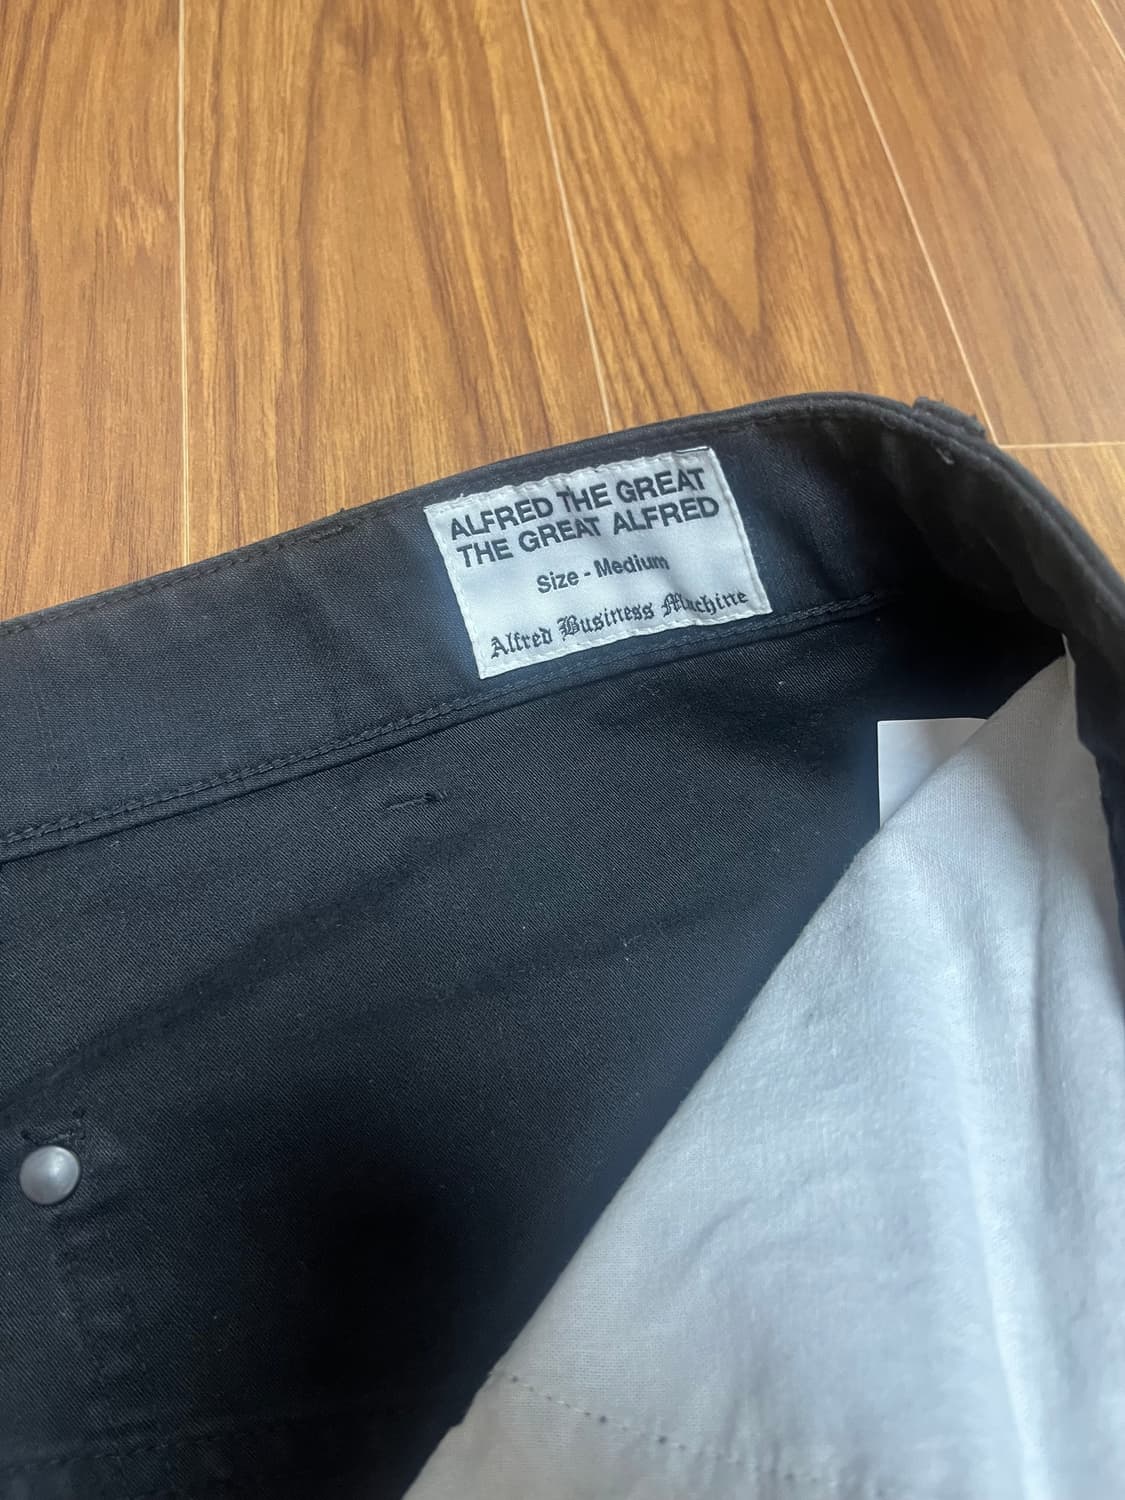 ALFRED THE GREAT
THE GREAT ALFRED
Size - Medium
Alfred Business Machine